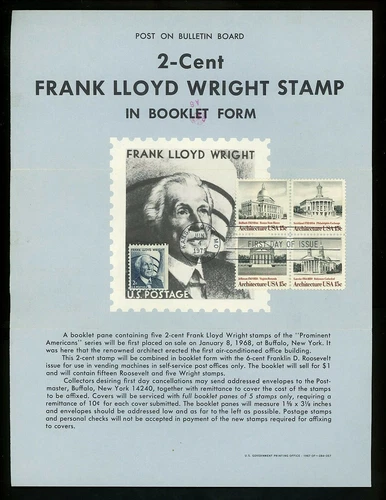 POST ON BULLETIN BOARD
2-Cent
FRANK LLOYD WRIGHT STAMP
IN BOOKLET FORM
FRANK LLOYD WRIGHT
Architecture USA 15c
Architecture USA 15c
FIRST DAY OF ISSUE
Architecture USA 15c
Architecture USA 15c
U.S. POSTAGE
A booklet pane containing five 2-cent Frank Lloyd Wright stamps of the "Prominent
Americans" series will be first placed on sale on January 8, 1968, at Buffalo, New York. It
was here that the renowned architect erected the first air-conditioned office building.
This 2-cent stamp will be combined in booklet form with the 6-cent Franklin D. Roosevelt
issue for use in vending machines in self-service post offices only. The booklet will sell for $1
and will contain fifteen Roosevelt and five Wright stamps.
Collectors desiring first day cancellations may send addressed envelopes to the Post-
master, Buffalo, New York 14240, together with remittance to cover the cost of the stamps
to be affixed. Covers will be serviced with full booklet panes of 5 stamps only, requiring a
remittance of 10¢ for each cover submitted. The booklet panes will measure 1⅝ x 3½ inches
and envelopes should be addressed low and as far to the left as possible. Postage stamps
and personal checks will not be accepted in payment of the new stamps required for affixing
to covers.
U.S. GOVERNMENT PRINTING OFFICE